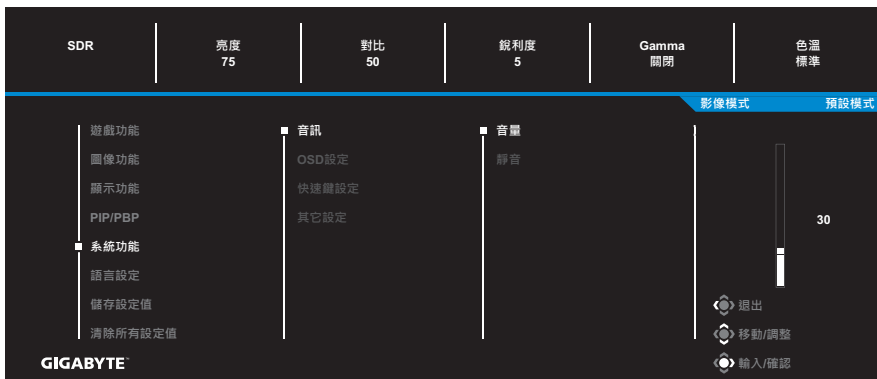 SDR
亮度
75
對比
50
銳利度
5
Gamma
關閉
色溫
標準
影像模式 預設模式
遊戲功能
圖像功能
顯示功能
PIP/PBP
系統功能
語言設定
儲存設定值
清除所有設定值
音訊
OSD設定
快速鍵設定
其它設定
音量
靜音
30
退出
移動/調整
輸入/確認
GIGABYTE™